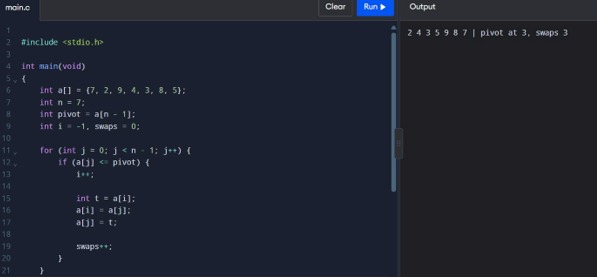 main.c
Clear
Run
Output
1
2 #include <stdio.h>
3
4 int main(void)
5 {
6 int a[] = {7, 2, 9, 4, 3, 8, 5};
7 int n = 7;
8 int pivot = a[n - 1];
9 int i = -1, swaps = 0;
10
11 for (int j = 0; j < n - 1; j++) {
12 if (a[j] <= pivot) {
13 i++;
14
15 int t = a[i];
16 a[i] = a[j];
17 a[j] = t;
18
19 swaps++;
20 }
21 }
2 4 3 5 9 8 7 | pivot at 3, swaps 3